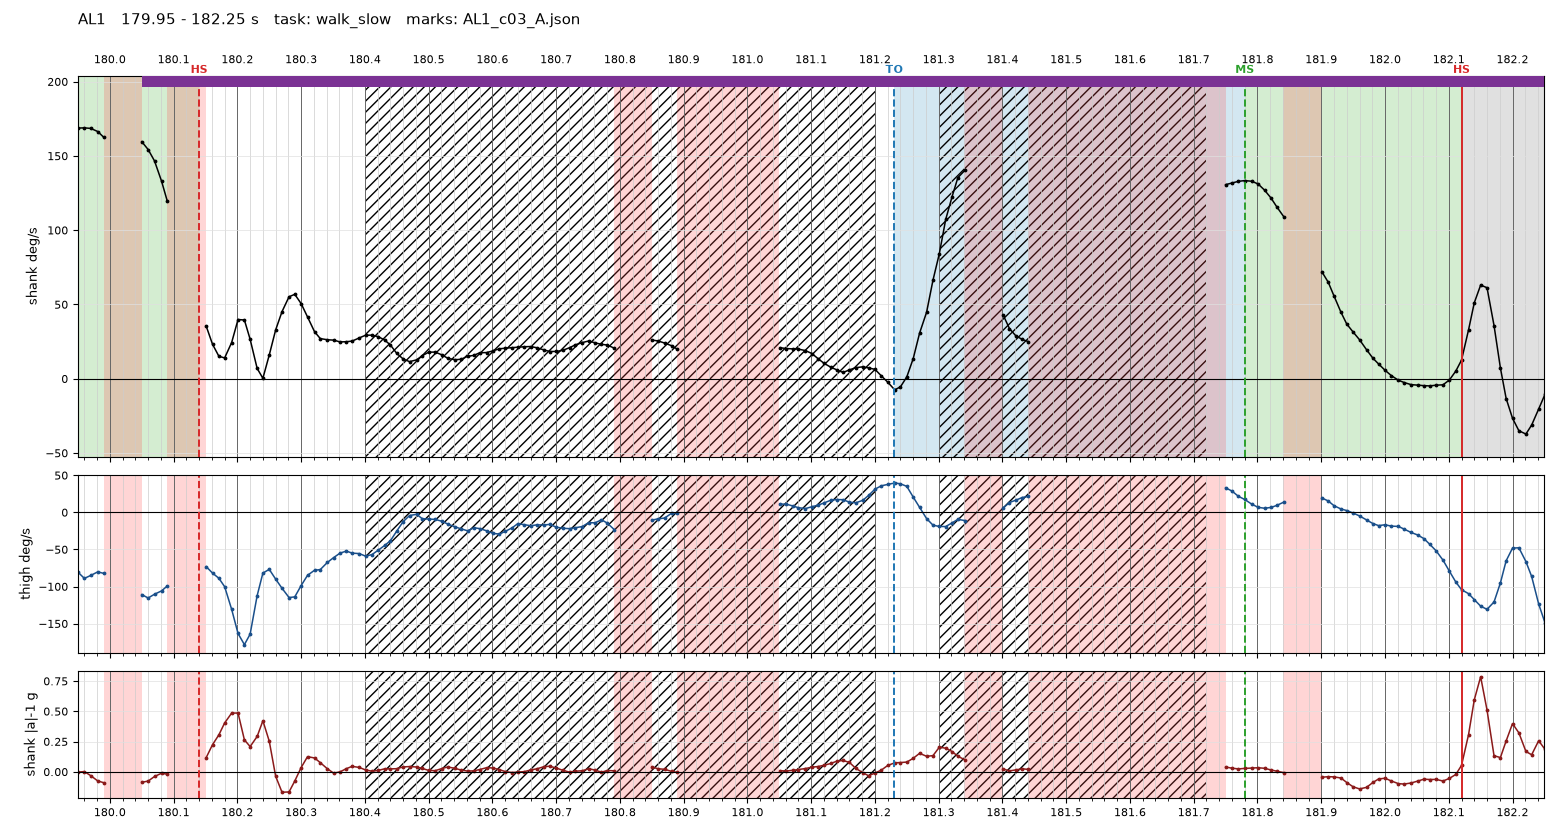 AL1   179.95 - 182.25 s   task: walk_slow   marks: AL1_c03_A.json
180.0 180.1 180.2 180.3 180.4 180.5 180.6 180.7 180.8 180.9 181.0 181.1 181.2 181.3 181.4 181.5 181.6 181.7 181.8 181.9 182.0 182.1 182.2
HS TO MS HS
200
150
100
50
0
−50
shank deg/s
50
0
−50
−100
−150
thigh deg/s
0.75
0.50
0.25
0.00
shank |a|-1 g
180.0 180.1 180.2 180.3 180.4 180.5 180.6 180.7 180.8 180.9 181.0 181.1 181.2 181.3 181.4 181.5 181.6 181.7 181.8 181.9 182.0 182.1 182.2